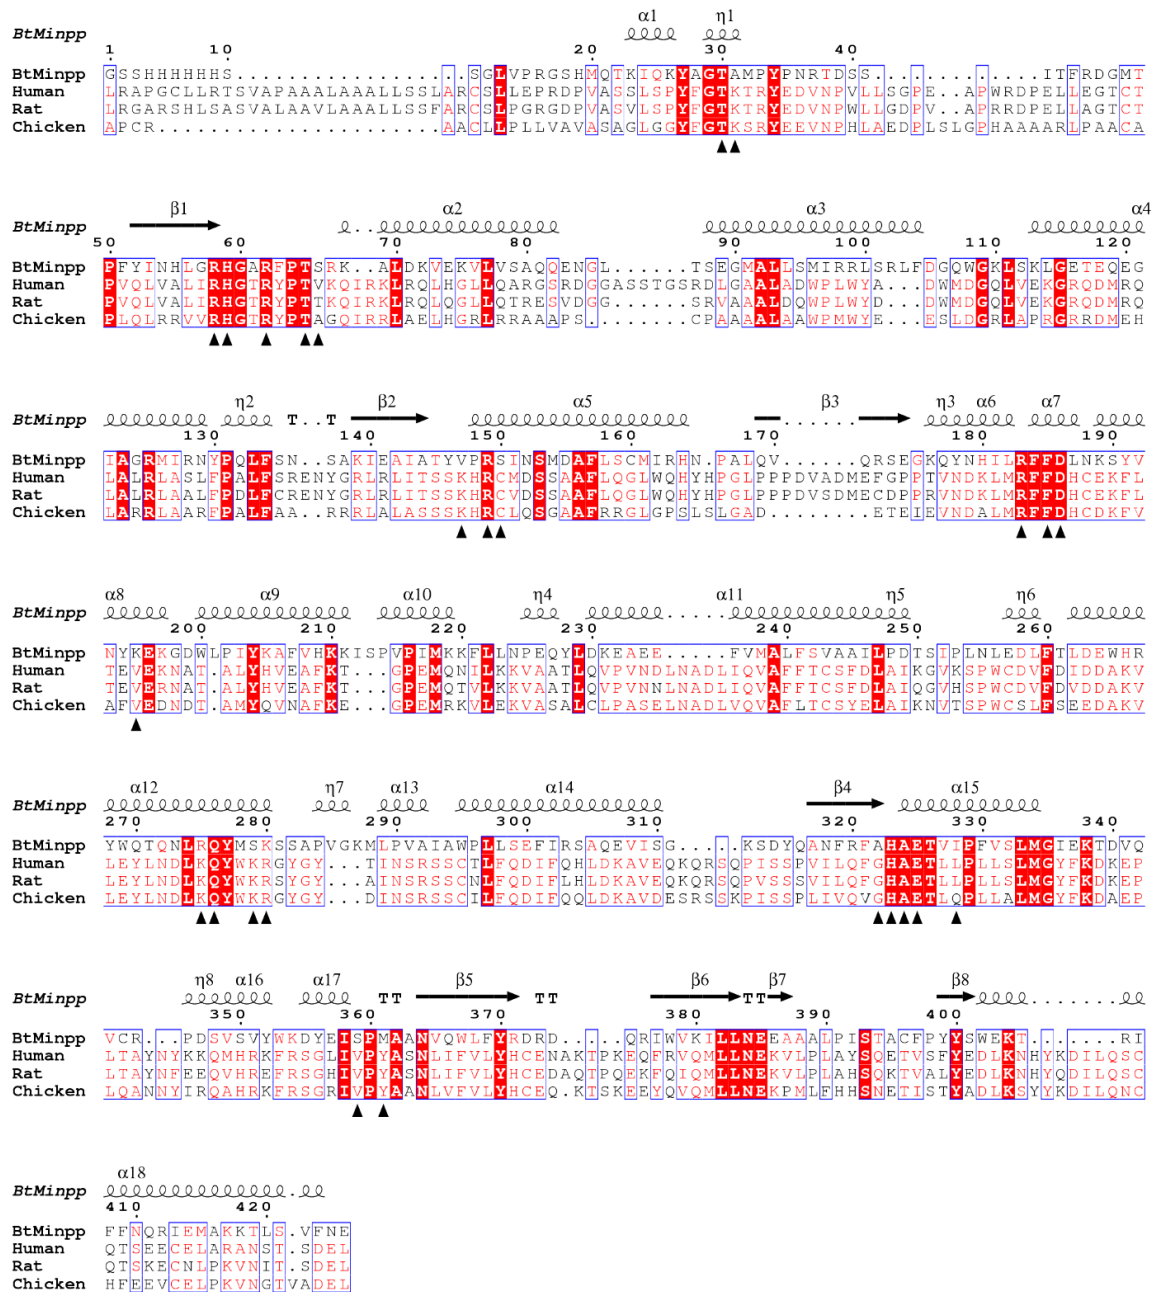 α1 η1
BtMinpp
1 10 20 30 40
BtMinpp GSSHHHHHHS.................SGLVPRGSHMQTKIQKYAGTAMPYPNRTDSS.............ITFRDGMT
Human LRAPGCLLRTSVAPAAALAAALLSSLARCSLLEPRDPVASSLSPYFGTKTRYEDVNPVLLSGPE..APWRDPELLEGTCT
Rat LRGARSHLSAVALAAVLAAALLSSFARCSLPGRGDPVASVLSPYFGTKTRYEDVNPWLLGDPV..APRRDPELLAGTCT
Chicken APCR......................AACLLPLLVAVASAGLGGYFGTKSRYEEVNPHLAEDPLSLGPHAAAARLPAACA
β1 α2 α3 α4
BtMinpp
50 60 70 80 90 100 110 120
BtMinpp PFYINHLGRHGARFPTSRK..ALDKVEKVLVSAQQENGL......TSEGMALLSMIRRLSRLFDGQWGKLSKLGETEQEG
Human PVQLVALIRHGTRYPTVKQIRKLRQLHGLLQARGSRDGGASSTGSRDLGAALADWPLWYA..DWMDGQLVEKGRQDMRQ
Rat PVQLVALIRHGTRYPTTKQIRKLRQLQGLLQTRESVDGG....SRVAAALDQWPLWYD..DWMDGQLVEKGRQDMRQ
Chicken PLQLRRVVRHGTRYPTAGQIRRLAELHGRLRRAAAPS.......CPAAAALAAWPMWYE..ESLDGRLAPRGRRDMEH
η2 T..T β2 α5 β3 η3 α6 α7
BtMinpp
130 140 150 160 170 180 190
BtMinpp IAGRMIRNYPQLFSN..SAKIEAIATYVPRSINSMDAFLSCMIRHN.PALQV......QRSEGKQYNHILRFFDLNKSYV
Human LALRLASLFPALFSRENYGRLRLITSSKHRCMDSSAAFLQGLWQHYHPGLPPPDVADMEFGPPTVNDKLMRFFDHCEKFL
Rat LALRLAALFPDLFCRENYGRLRLITSSKHRCVDSSAAFLQGLWQHYHPGLPPPDVSDMECDPPRVNDKLMRFFDHCEKFL
Chicken LARRLAARFPALFAA..RRRLALASSSKHRCLQSGAAFRRGLGPSLSLGAD........ETEIEVNDALMRFFDHCDKFV
α8 α9 α10 η4 α11 η5 η6
BtMinpp
200 210 220 230 240 250 260
BtMinpp NYKEKGDWLPIYKAFVHKKISPVPIMKKFLLNPEQYLDKEAEE.....FVMALFSVAAILPDTSIPLNLEDLFTLDEWHR
Human TEVEKNAT.ALYHVEAFKT...GPEMQNILKKVAATLQVPVNDLNADLIQVAFFTCSFDLAIKGVKSPWCDVFDIDDAKV
Rat TEVERNAT.ALYHVEAFKT...GPEMQTVLKKVAATLQVPVNNLNADLIQVAFFTCSFDLAIQGVHSPWCDVFDVDDAKV
Chicken AFVEDNDT.AMYQVNAFKE...GPEMRKVLEKVASALCLPASELNADLVQVAFLTCSYELAIKNVTSPWCSLFSEEDAKV
α12 η7 α13 α14 β4 α15
BtMinpp
270 280 290 300 310 320 330 340
BtMinpp YWQTQNLRQYMSKSSAPVGKMLPVAIAWPLLSEFIRSAQEVISG....KSDYQANFRFAHAETVIPFVSLMGIEKTDVQ
Human LEYLNDLKQYWKRGYGY...TINSRSSCTLFQDIFQHLDKAVEQKQRSQPISSPVILQFGHAETLLPLLSLMGYFKDKEP
Rat LEYLNDLKQYWKRSYGY...AINSRSSCNLFQDIFLHLDKAVEQKQRSQPVSSSVILQFGHAETLLPLLSLMGYFKDKEP
Chicken LEYLNDLKQYWKRGYGY...DINSRSSCILFQDIFQQLDKAVDESRSSKPISSPLIVQVGHAETLQPLLALMGYFKDAEP
η8 α16 α17 TT β5 TT β6 TT β7 β8
BtMinpp
350 360 370 380 390 400
BtMinpp VCR...PDSVSVYWKDYEISPMAANVQWLFYRDRD....QRIWVKILLNEEAAALPISTACFPYYSWEKT.......RI
Human LTAYNYKKQMHRKFRSGLIVPYASNLIFVLYHCENAKTPKEQFRVQMLLNEKVLPLAYSQETVSFYEDLKNHYKDILQSC
Rat LTAYNFEEQVHREFRSGHIVPYASNLIFVLYHCEDAQTPQEKFQIQMLLNEKVLPLAHSQKTVALYEDLKNHYQDILQSC
Chicken LQANNYIRQAHRKFRSGRIVPYAANLVFVLYHCEQ.KTSKEEYQVQMLLNEKPMLFHHSNETISTYADLKSYYKDILQNC
α18
BtMinpp
410 420
BtMinpp FFNQRIEMAKKTLS.VFNE
Human QTSEECELARANST.SDEL
Rat QTSKECNLPKVNIT.SDEL
Chicken HFEEVCELPKVNGTVADEL